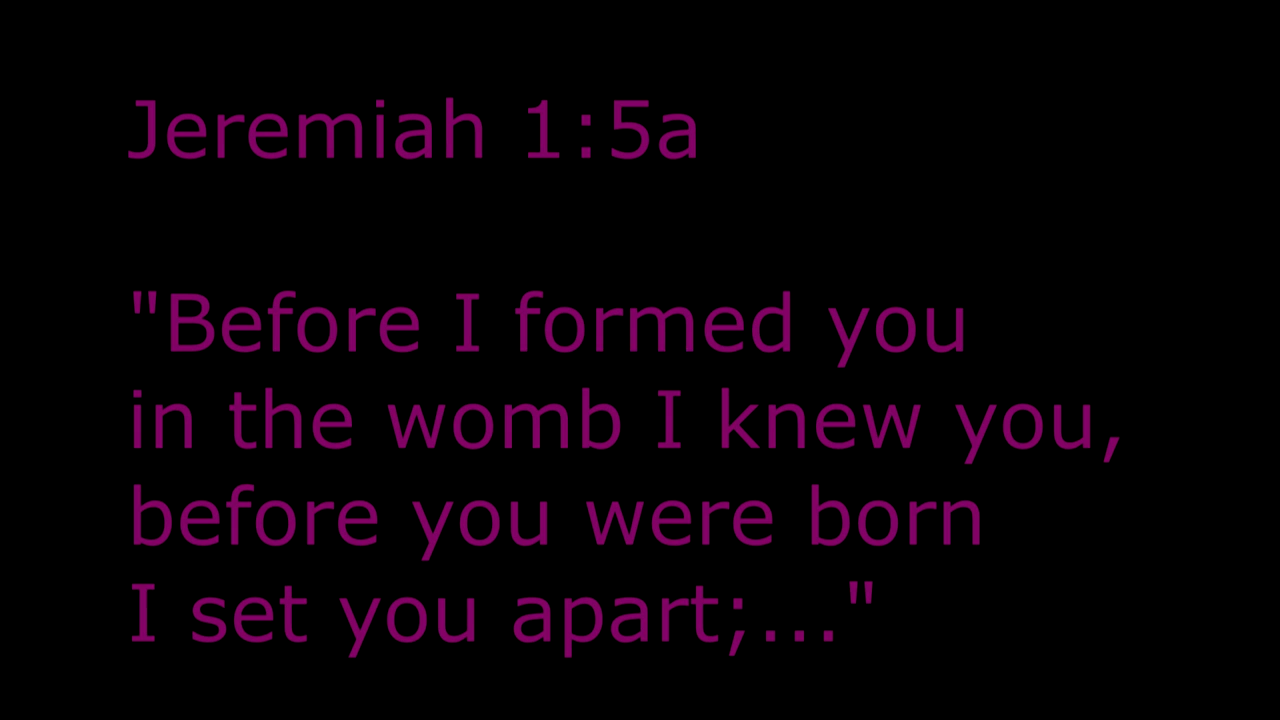 Jeremiah 1:5a
"Before I formed you
in the womb I knew you,
before you were born
I set you apart;..."